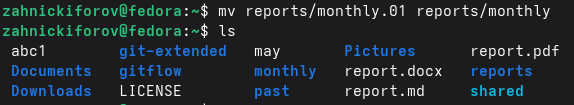 zahnickiforov@fedora:~$ mv reports/monthly.01 reports/monthly
zahnickiforov@fedora:~$ ls
abc1 git-extended may Pictures report.pdf
Documents gitflow monthly report.docx reports
Downloads LICENSE past report.md shared